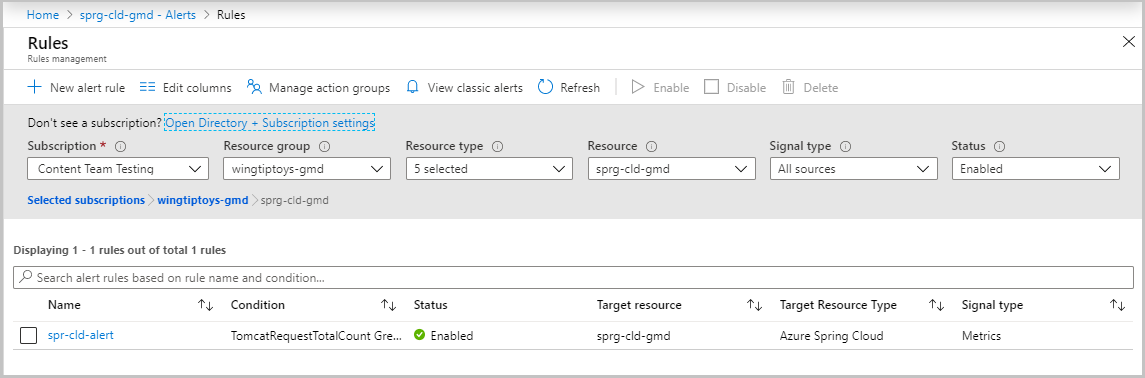 Home > sprg-cld-gmd - Alerts > Rules
Rules
Rules management
New alert rule Edit columns Manage action groups View classic alerts Refresh Enable Disable Delete
Don't see a subscription? Open Directory + Subscription settings
Subscription * Resource group Resource type Resource Signal type Status
Content Team Testing wingtiptoys-gmd 5 selected sprg-cld-gmd All sources Enabled
Selected subscriptions > wingtiptoys-gmd > sprg-cld-gmd
Displaying 1 - 1 rules out of total 1 rules
Search alert rules based on rule name and condition...
Name Condition Status Target resource Target Resource Type Signal type
spr-cld-alert TomcatRequestTotalCount Gre... Enabled sprg-cld-gmd Azure Spring Cloud Metrics